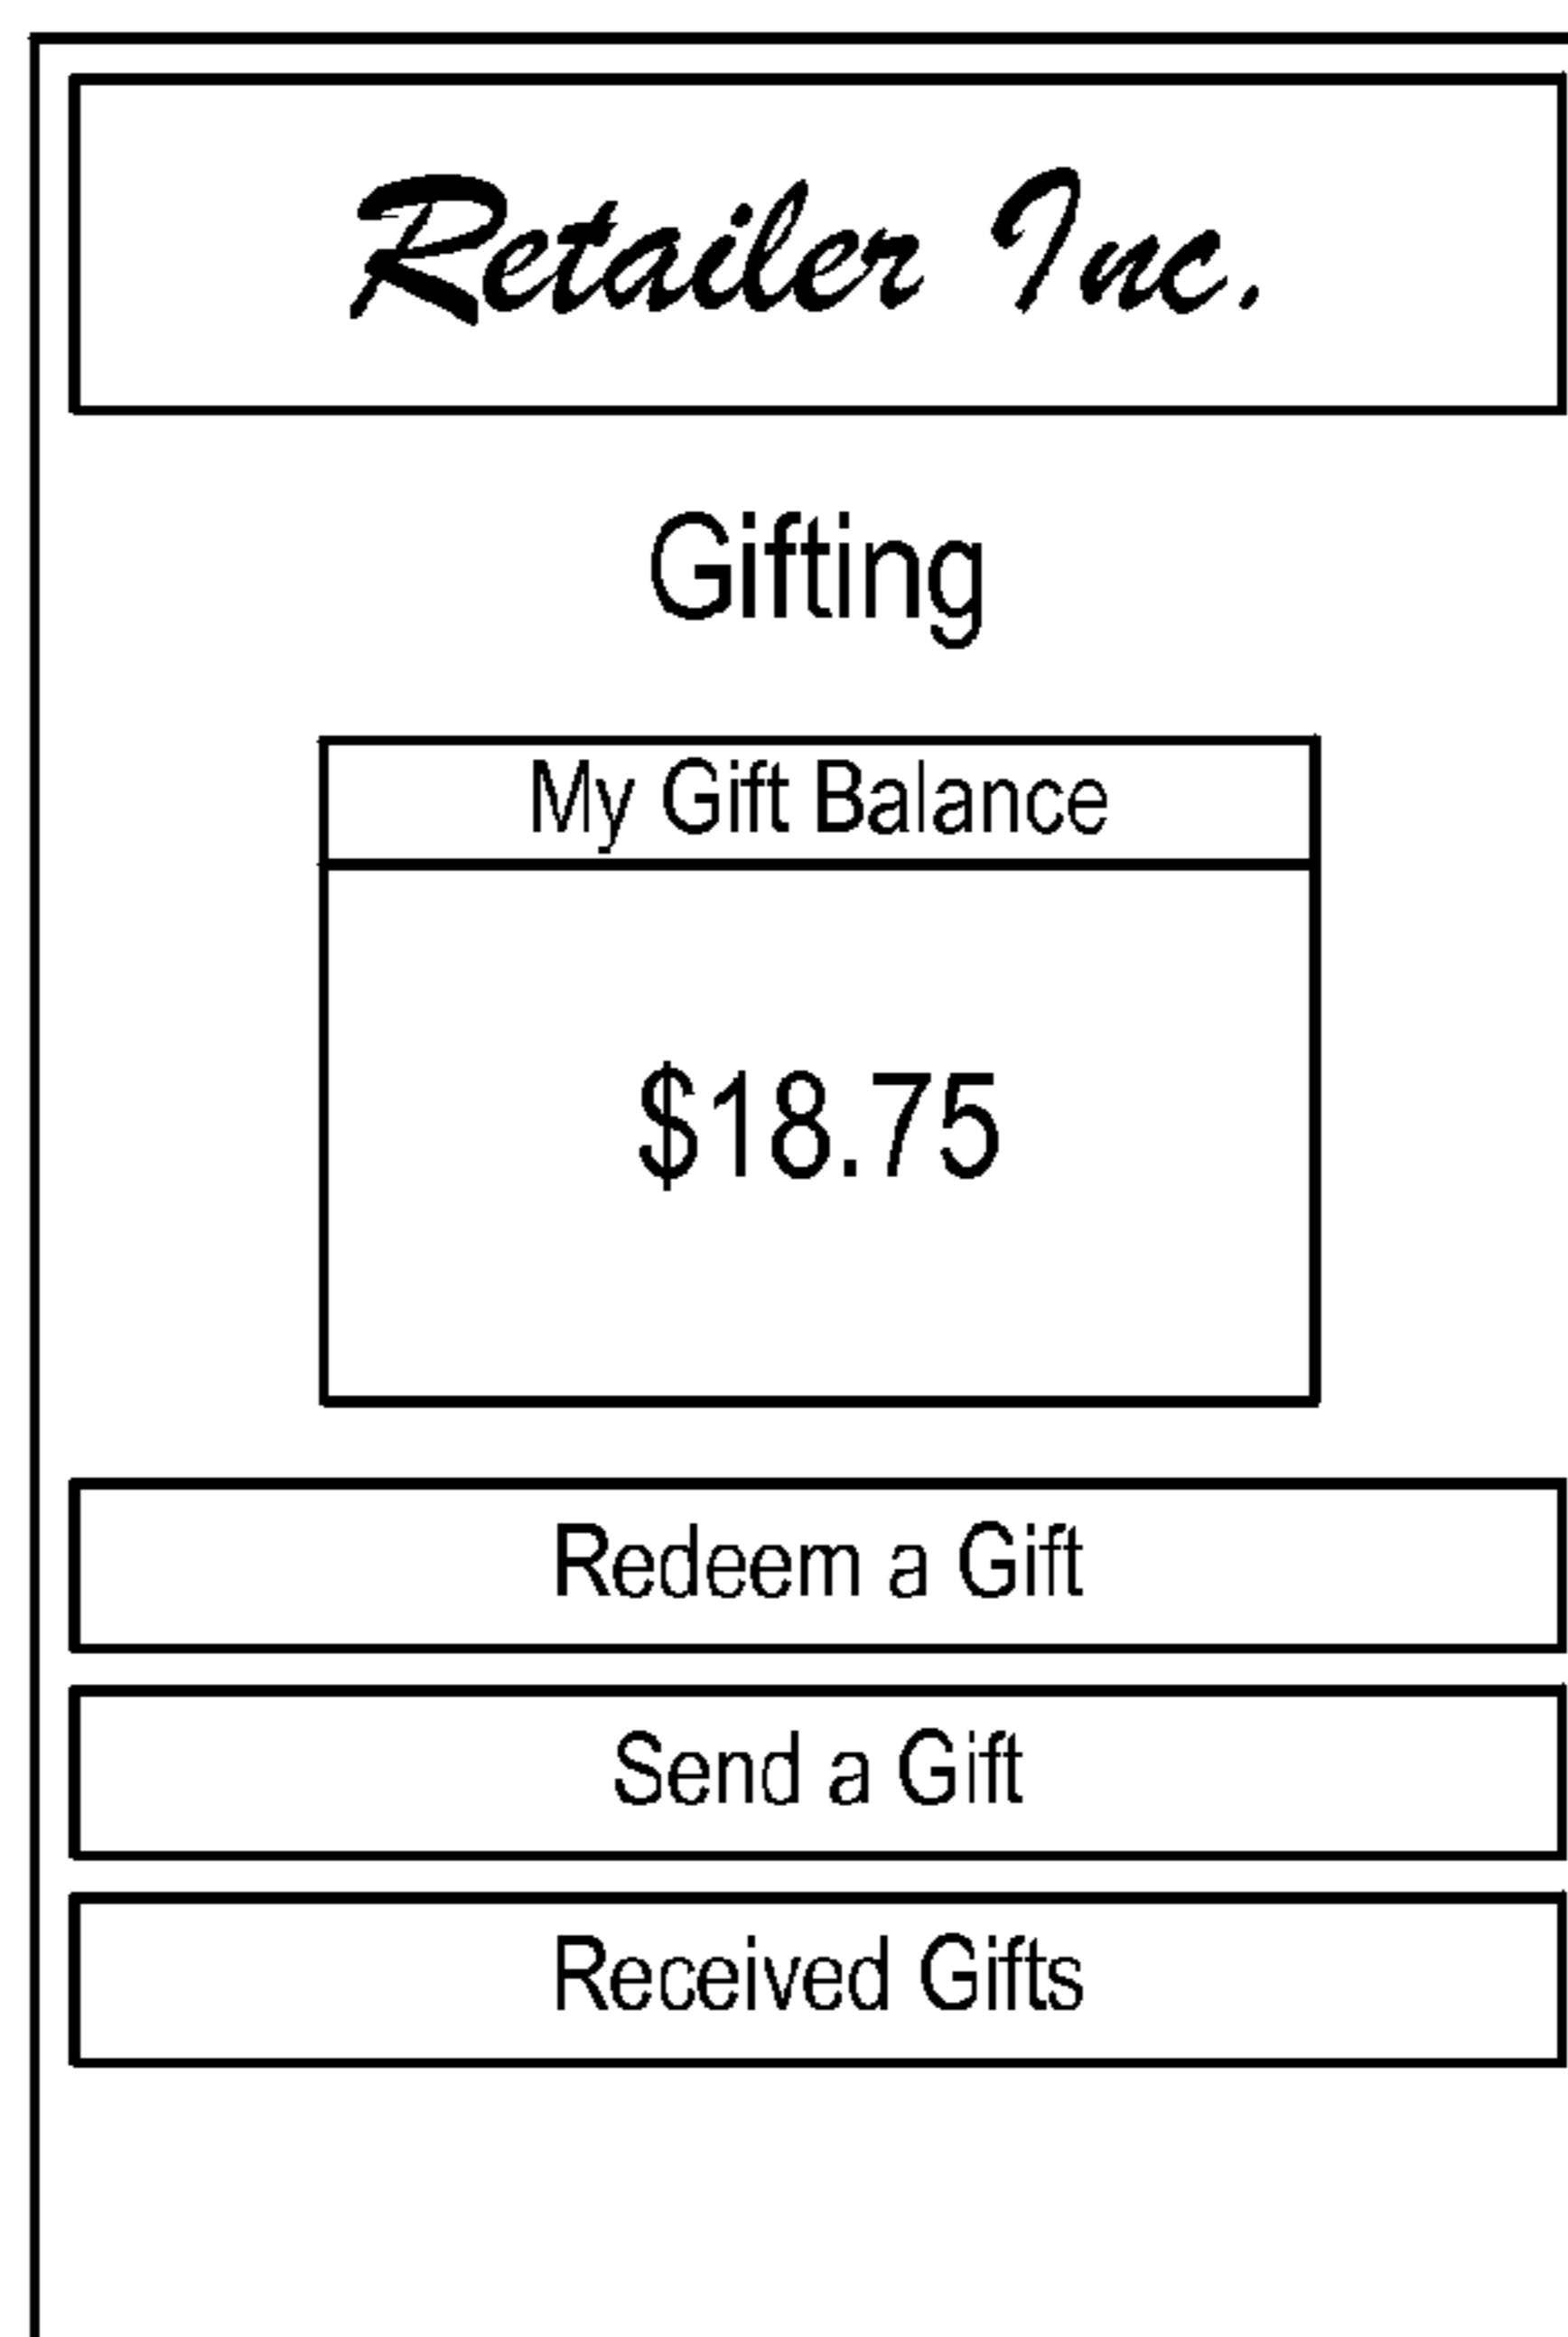 Retailer Inc.
Gifting
My Gift Balance
$18.75
Redeem a Gift
Send a Gift
Received Gifts